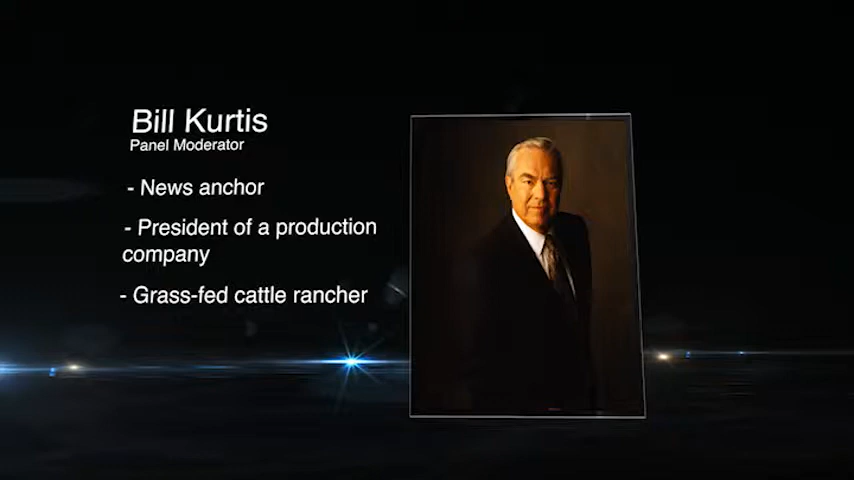 Bill Kurtis
Panel Moderator
- News anchor
- President of a production
company
- Grass-fed cattle rancher